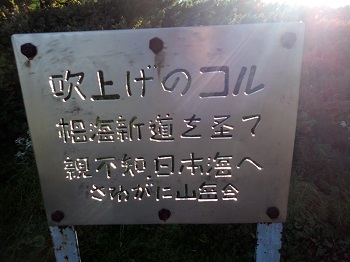 吹上げのコル
栂海新道を至て
親不知.日本海へ
さわがに山岳会